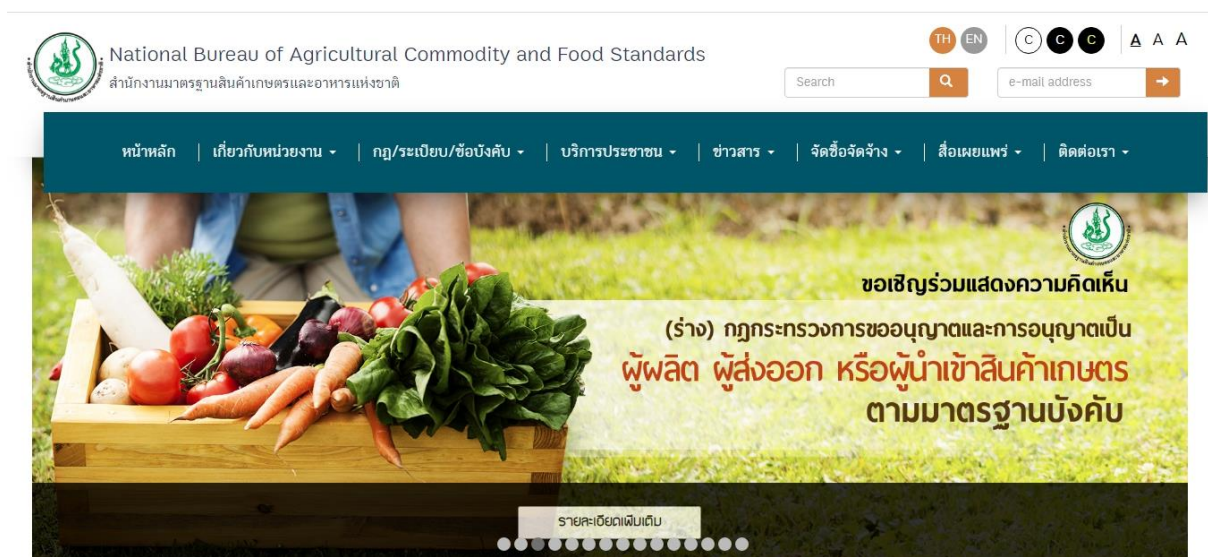 National Bureau of Agricultural Commodity and Food Standards
สำนักงานมาตรฐานสินค้าเกษตรและอาหารแห่งชาติ
TH EN C C C A A A
Search
e-mail address
หน้าหลัก
เกี่ยวกับหน่วยงาน
กฎ/ระเบียบ/ข้อบังคับ
บริการประชาชน
ข่าวสาร
จัดซื้อจัดจ้าง
สื่อเผยแพร่
ติดต่อเรา
ขอเชิญร่วมแสดงความคิดเห็น
(ร่าง) กฎกระทรวงการขออนุญาตและการอนุญาตเป็น
ผู้ผลิต ผู้ส่งออก หรือผู้นำเข้าสินค้าเกษตร
ตามมาตรฐานบังคับ
รายละเอียดเพิ่มเติม